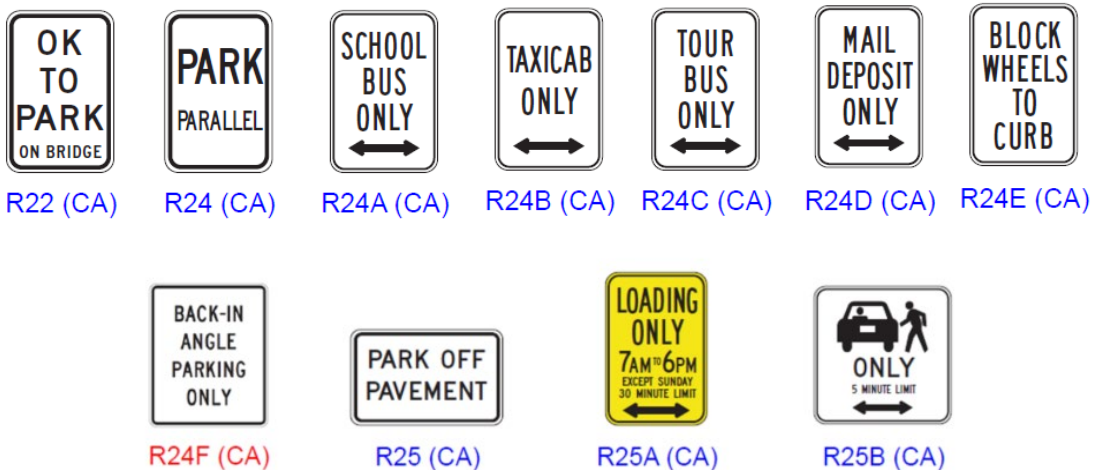 OK
TO
PARK
ON BRIDGE
R22 (CA)
PARK
PARALLEL
R24 (CA)
SCHOOL
BUS
ONLY
R24A (CA)
TAXICAB
ONLY
R24B (CA)
TOUR
BUS
ONLY
R24C (CA)
MAIL
DEPOSIT
ONLY
R24D (CA)
BLOCK
WHEELS
TO
CURB
R24E (CA)
BACK-IN
ANGLE
PARKING
ONLY
R24F (CA)
PARK OFF
PAVEMENT
R25 (CA)
LOADING
ONLY
7AM TO 6PM
EXCEPT SUNDAY
30 MINUTE LIMIT
R25A (CA)
ONLY
5 MINUTE LIMIT
R25B (CA)